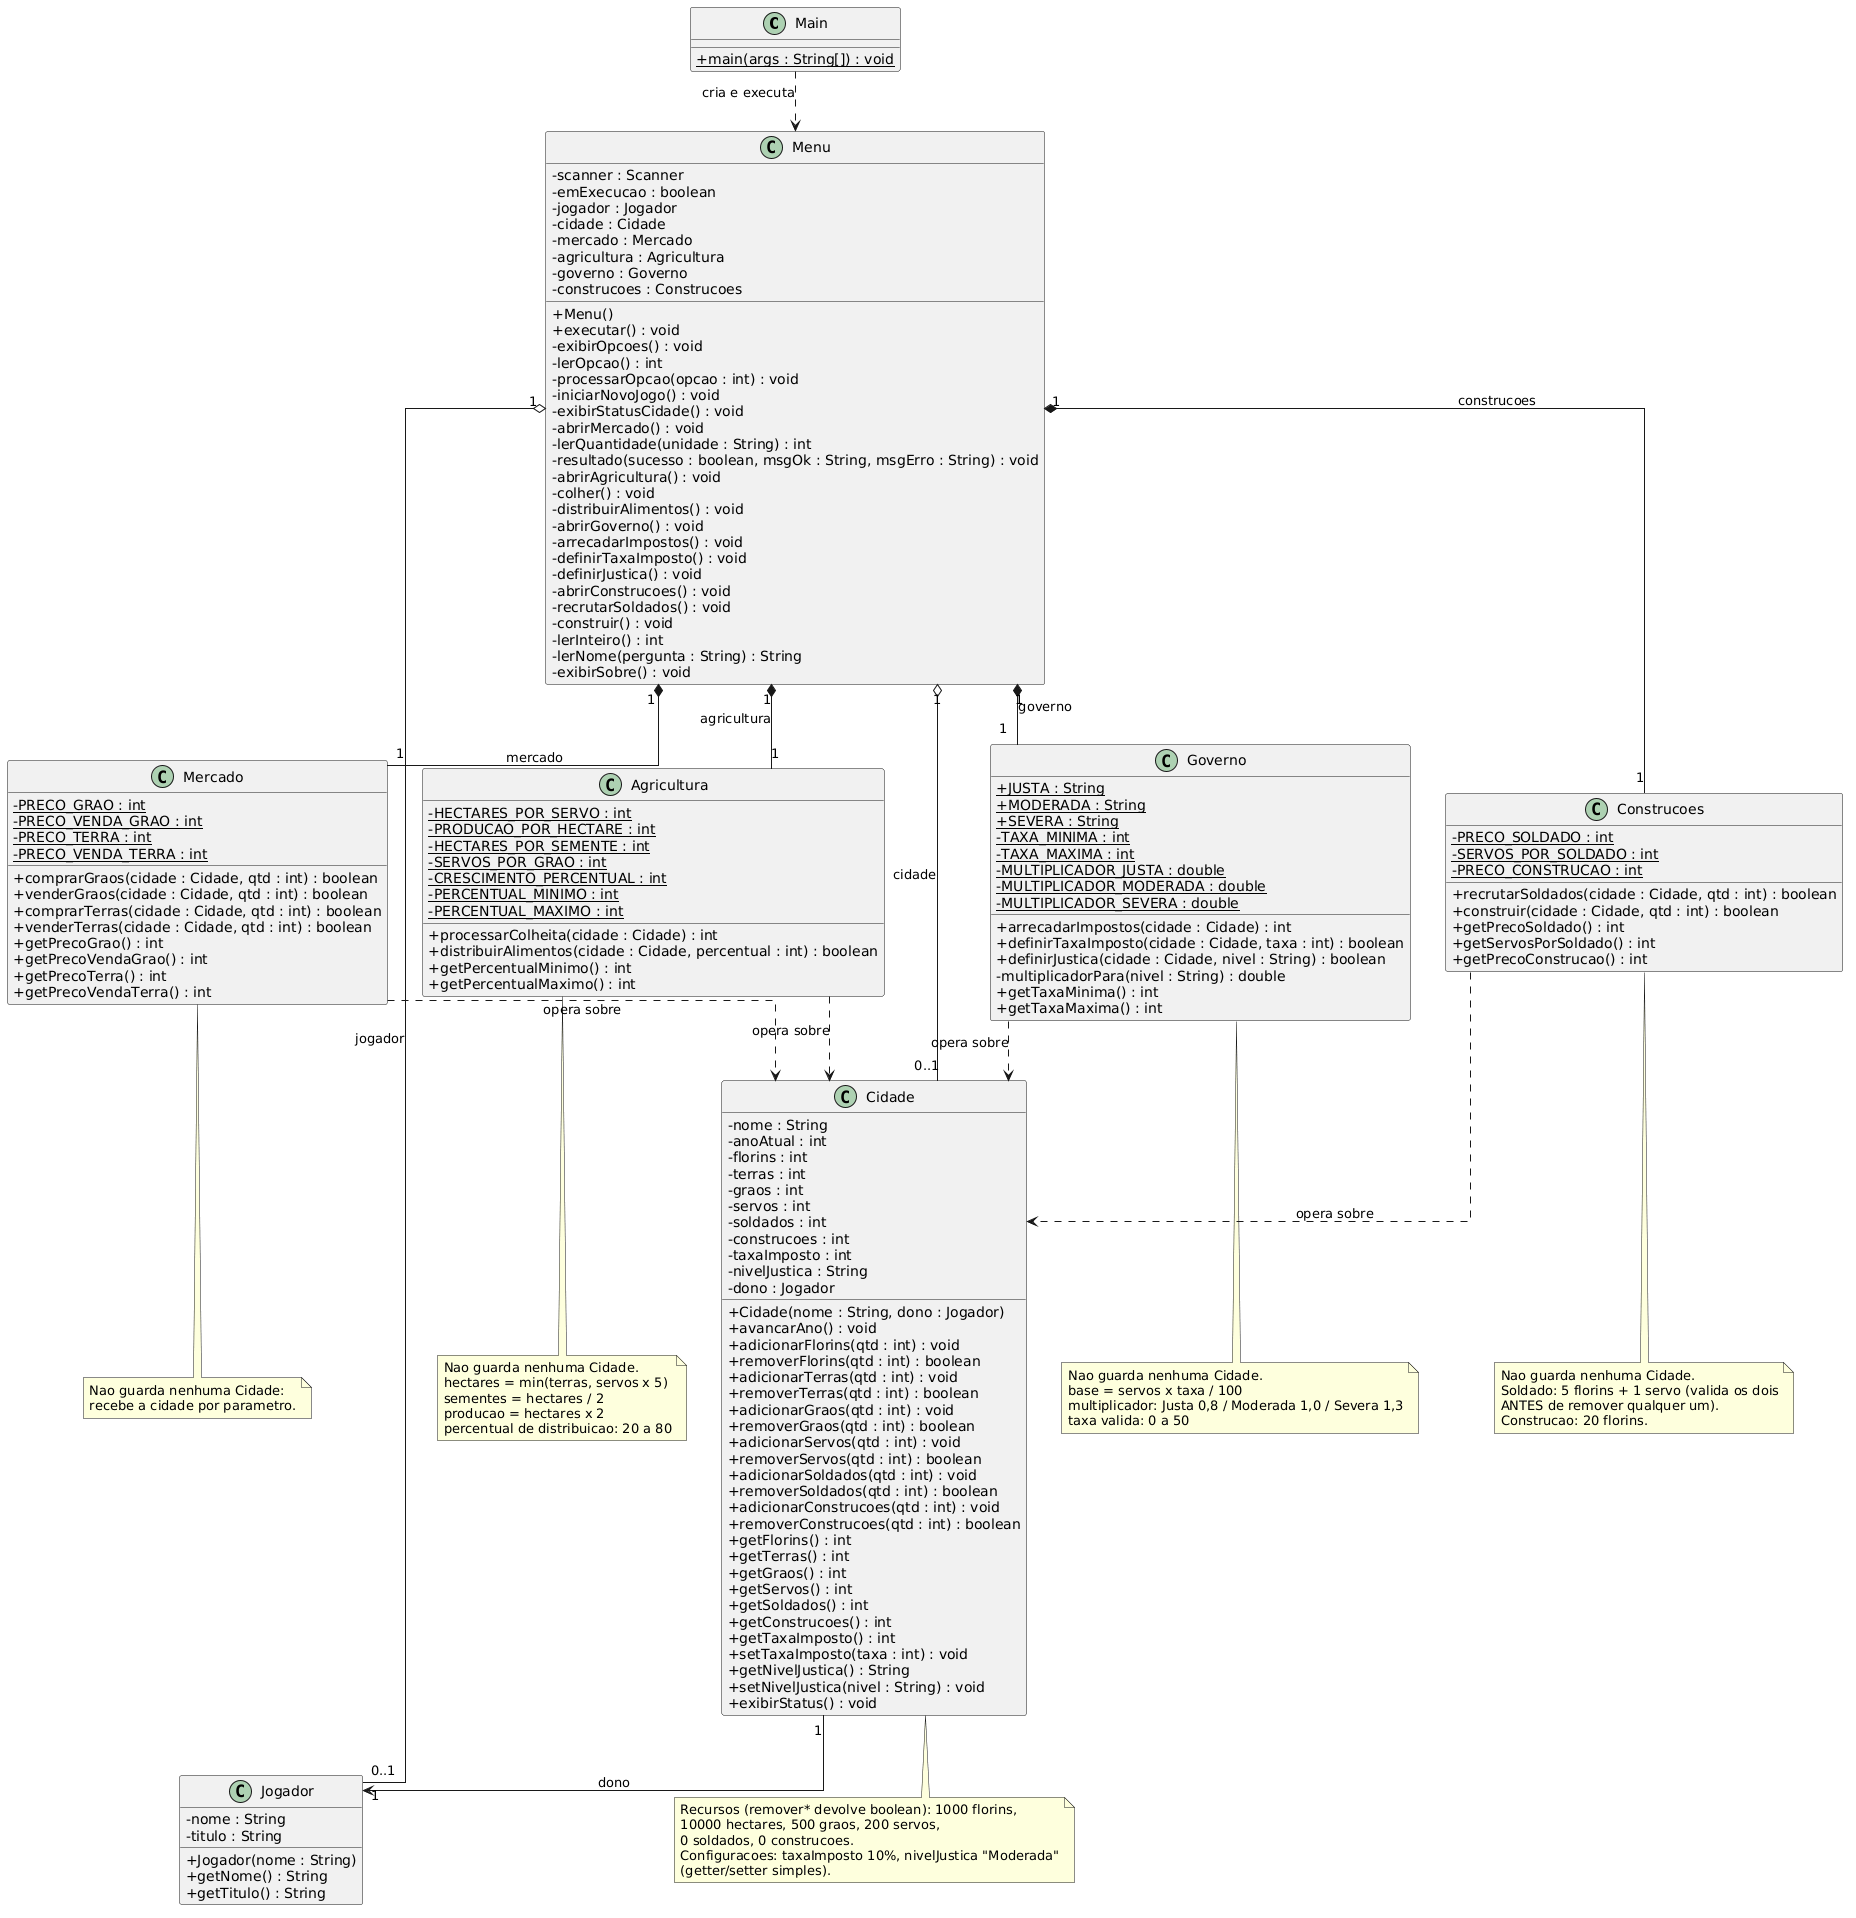 Main
+main(args : String[]) : void
cria e executa
Menu
-scanner : Scanner
-emExecucao : boolean
-jogador : Jogador
-cidade : Cidade
-mercado : Mercado
-agricultura : Agricultura
-governo : Governo
-construcoes : Construcoes
+Menu()
+executar() : void
-exibirOpcoes() : void
-lerOpcao() : int
-processarOpcao(opcao : int) : void
-iniciarNovoJogo() : void
-exibirStatusCidade() : void
-abrirMercado() : void
-lerQuantidade(unidade : String) : int
-resultado(sucesso : boolean, msgOk : String, msgErro : String) : void
-abrirAgricultura() : void
-colher() : void
-distribuirAlimentos() : void
-abrirGoverno() : void
-arrecadarImpostos() : void
-definirTaxaImposto() : void
-definirJustica() : void
-abrirConstrucoes() : void
-recrutarSoldados() : void
-construir() : void
-lerInteiro() : int
-lerNome(pergunta : String) : String
-exibirSobre() : void
1
1
construcoes
1
1
1
1
agricultura
governo
mercado
1
1
1
1
Mercado
-PRECO_GRAO : int
-PRECO_VENDA_GRAO : int
-PRECO_TERRA : int
-PRECO_VENDA_TERRA : int
+comprarGraos(cidade : Cidade, qtd : int) : boolean
+venderGraos(cidade : Cidade, qtd : int) : boolean
+comprarTerras(cidade : Cidade, qtd : int) : boolean
+venderTerras(cidade : Cidade, qtd : int) : boolean
+getPrecoGrao() : int
+getPrecoVendaGrao() : int
+getPrecoTerra() : int
+getPrecoVendaTerra() : int
Agricultura
-HECTARES_POR_SERVO : int
-PRODUCAO_POR_HECTARE : int
-HECTARES_POR_SEMENTE : int
-SERVOS_POR_GRAO : int
-CRESCIMENTO_PERCENTUAL : int
-PERCENTUAL_MINIMO : int
-PERCENTUAL_MAXIMO : int
+processarColheita(cidade : Cidade) : int
+distribuirAlimentos(cidade : Cidade, percentual : int) : boolean
+getPercentualMinimo() : int
+getPercentualMaximo() : int
cidade
Governo
+JUSTA : String
+MODERADA : String
+SEVERA : String
-TAXA_MINIMA : int
-TAXA_MAXIMA : int
-MULTIPLICADOR_JUSTA : double
-MULTIPLICADOR_MODERADA : double
-MULTIPLICADOR_SEVERA : double
+arrecadarImpostos(cidade : Cidade) : int
+definirTaxaImposto(cidade : Cidade, taxa : int) : boolean
+definirJustica(cidade : Cidade, nivel : String) : boolean
-multiplicadorPara(nivel : String) : double
+getTaxaMinima() : int
+getTaxaMaxima() : int
Construcoes
-PRECO_SOLDADO : int
-SERVOS_POR_SOLDADO : int
-PRECO_CONSTRUCAO : int
+recrutarSoldados(cidade : Cidade, qtd : int) : boolean
+construir(cidade : Cidade, qtd : int) : boolean
+getPrecoSoldado() : int
+getServosPorSoldado() : int
+getPrecoConstrucao() : int
opera sobre
opera sobre
opera sobre
jogador
0..1
Cidade
-nome : String
-anoAtual : int
-florins : int
-terras : int
-graos : int
-servos : int
-soldados : int
-construcoes : int
-taxaImposto : int
-nivelJustica : String
-dono : Jogador
+Cidade(nome : String, dono : Jogador)
+avancarAno() : void
+adicionarFlorins(qtd : int) : void
+removerFlorins(qtd : int) : boolean
+adicionarTerras(qtd : int) : void
+removerTerras(qtd : int) : boolean
+adicionarGraos(qtd : int) : void
+removerGraos(qtd : int) : boolean
+adicionarServos(qtd : int) : void
+removerServos(qtd : int) : boolean
+adicionarSoldados(qtd : int) : void
+removerSoldados(qtd : int) : boolean
+adicionarConstrucoes(qtd : int) : void
+removerConstrucoes(qtd : int) : boolean
+getFlorins() : int
+getTerras() : int
+getGraos() : int
+getServos() : int
+getSoldados() : int
+getConstrucoes() : int
+getTaxaImposto() : int
+setTaxaImposto(taxa : int) : void
+getNivelJustica() : String
+setNivelJustica(nivel : String) : void
+exibirStatus() : void
opera sobre
Nao guarda nenhuma Cidade:
recebe a cidade por parametro.
Nao guarda nenhuma Cidade.
hectares = min(terras, servos x 5)
sementes = hectares / 2
producao = hectares x 2
percentual de distribuicao: 20 a 80
Nao guarda nenhuma Cidade.
base = servos x taxa / 100
multiplicador: Justa 0,8 / Moderada 1,0 / Severa 1,3
taxa valida: 0 a 50
Nao guarda nenhuma Cidade.
Soldado: 5 florins + 1 servo (valida os dois
ANTES de remover qualquer um).
Construcao: 20 florins.
1
0..1
dono
1
Jogador
-nome : String
-titulo : String
+Jogador(nome : String)
+getNome() : String
+getTitulo() : String
Recursos (remover* devolve boolean): 1000 florins,
10000 hectares, 500 graos, 200 servos,
0 soldados, 0 construcoes.
Configuracoes: taxaImposto 10%, nivelJustica "Moderada"
(getter/setter simples).